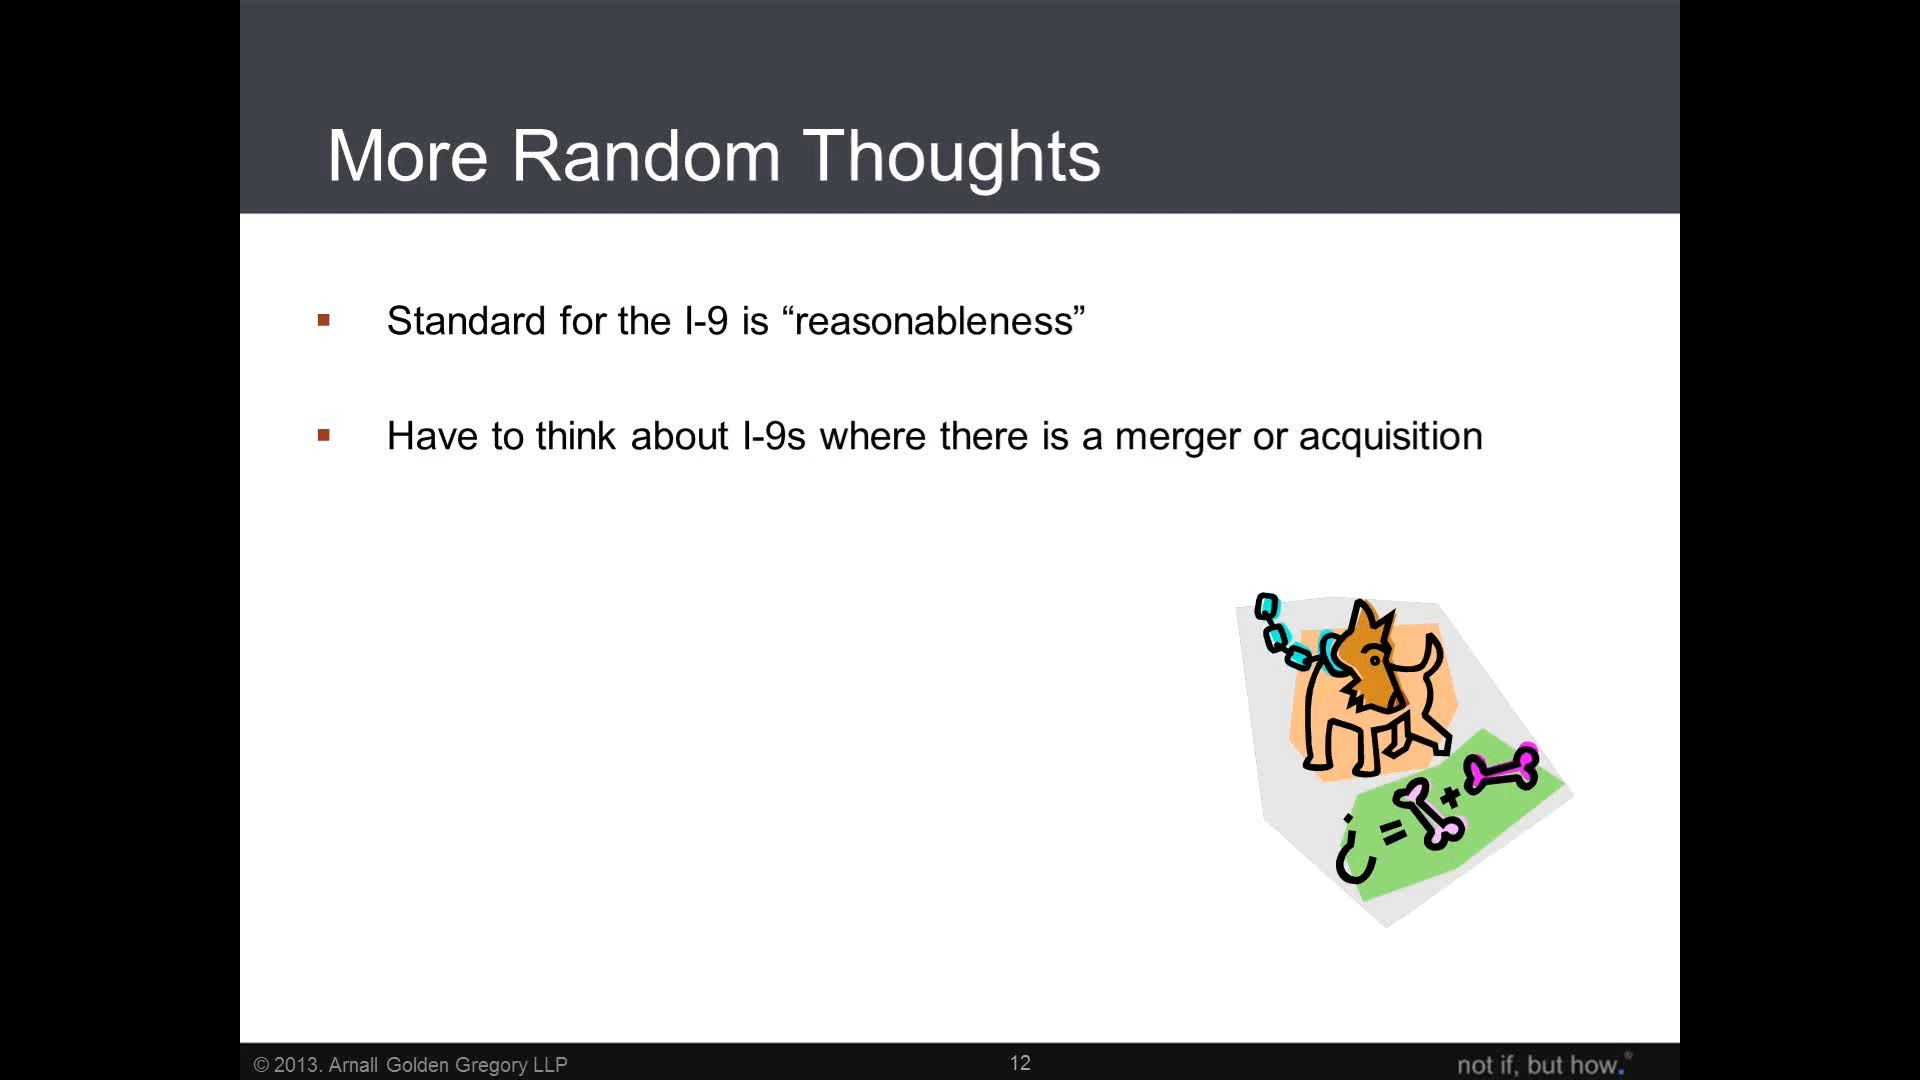 More Random Thoughts
▪ Standard for the I-9 is “reasonableness”
▪ Have to think about I-9s where there is a merger or acquisition
¿ = +
© 2013. Arnall Golden Gregory LLP
12
not if, but how.®